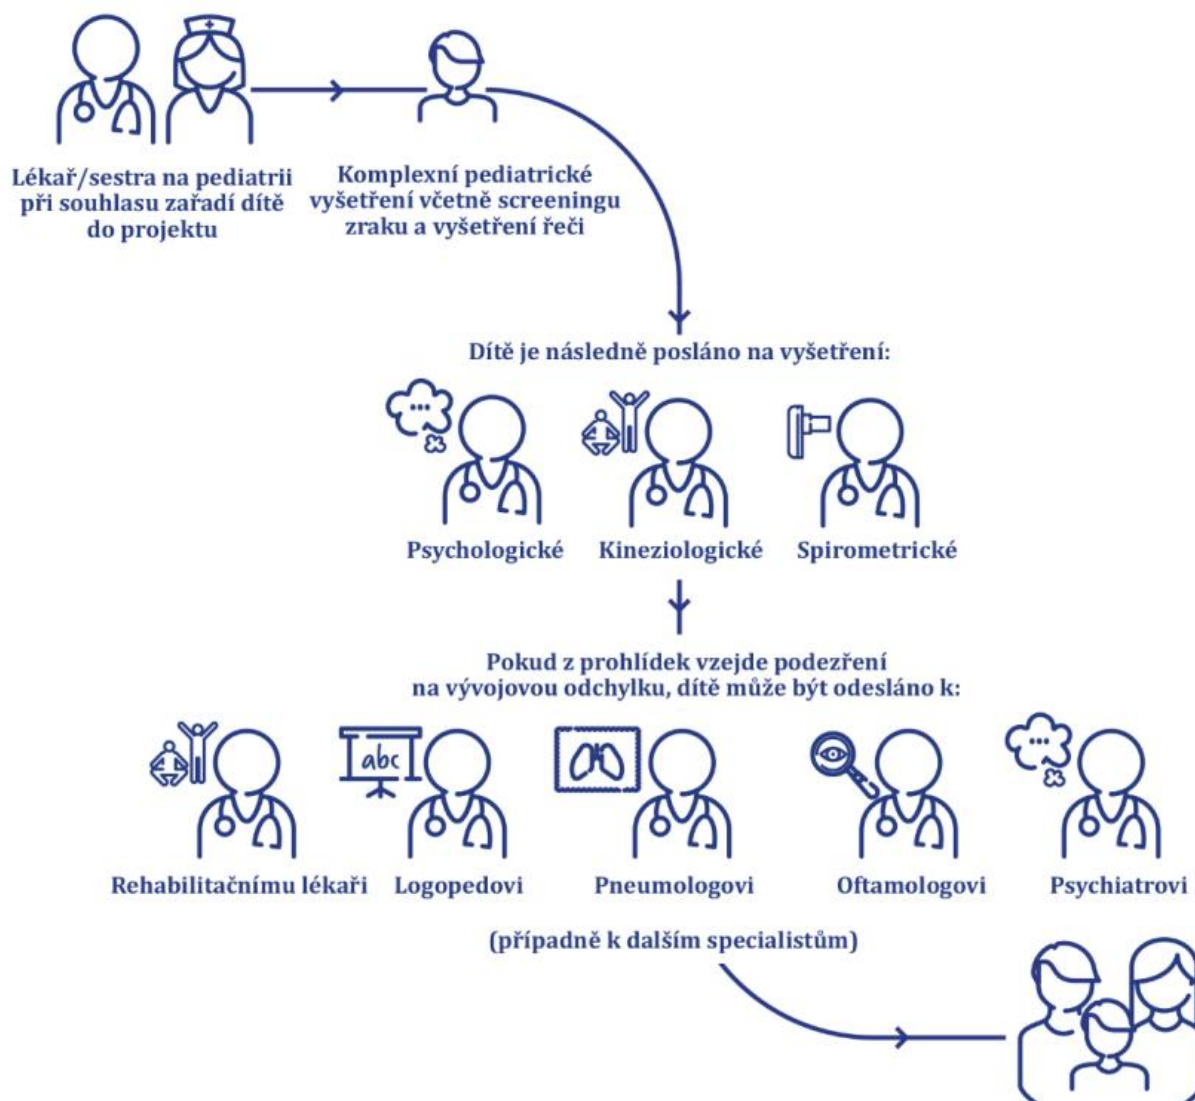 Lékař/sestra na pediatrii
při souhlasu zařadí dítě
do projektu
Komplexní pediatrické
vyšetření včetně screeningu
zraku a vyšetření řeči
Dítě je následně posláno na vyšetření:
Psychologické
Kineziologické
Spirometrické
Pokud z prohlídek vzejde podezření
na vývojovou odchylku, dítě může být odesláno k:
abc
Rehabilitačnímu lékaři
Logopedovi
Pneumologovi
Oftamologovi
Psychiatrovi
(případně k dalším specialistům)